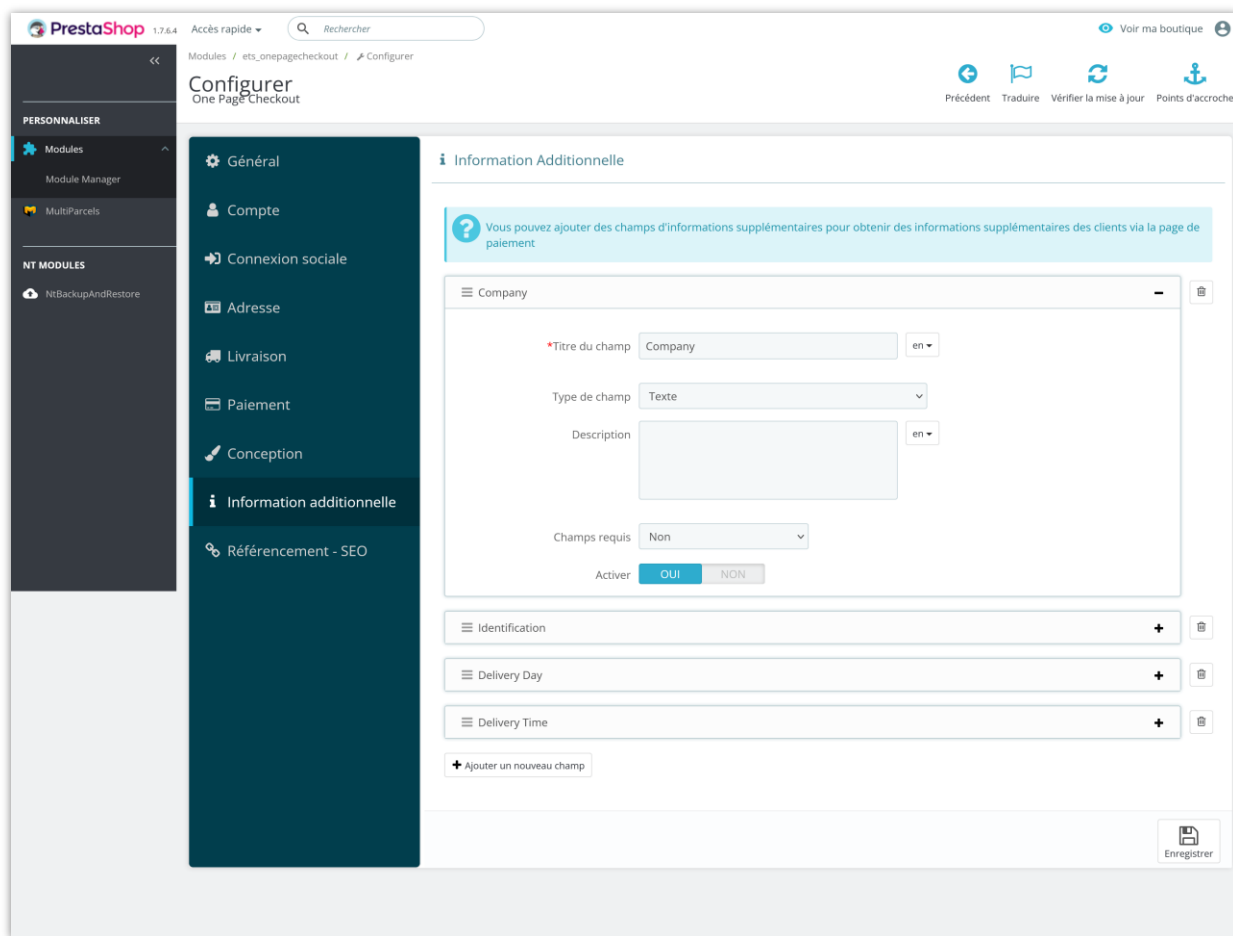 PrestaShop 1.7.6.4 Accès rapide Rechercher Voir ma boutique
Modules / ets_onepagecheckout / Configurer
Configurer
One Page Checkout
Précédent Traduire Vérifier la mise à jour Points d'accroche
PERSONNALISER
Modules
Module Manager
MultiParcels
NT MODULES
NtBackupAndRestore
Général
Compte
Connexion sociale
Adresse
Livraison
Paiement
Conception
Information additionnelle
Référencement - SEO
Information Additionnelle
Vous pouvez ajouter des champs d'informations supplémentaires pour obtenir des informations supplémentaires des clients via la page de
paiement
Company
*Titre du champ Company en
Type de champ Texte
Description en
Champs requis Non
Activer OUI NON
Identification
Delivery Day
Delivery Time
Ajouter un nouveau champ
Enregistrer